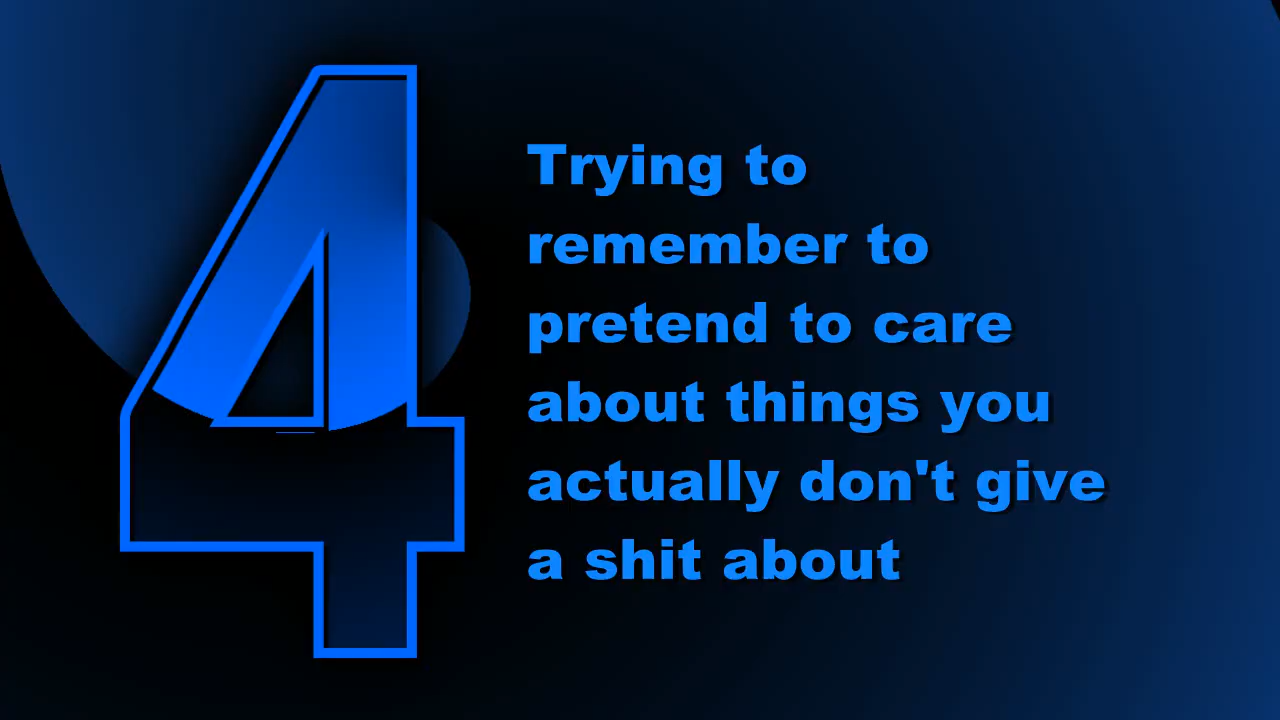 4
Trying to
remember to
pretend to care
about things you
actually don't give
a shit about